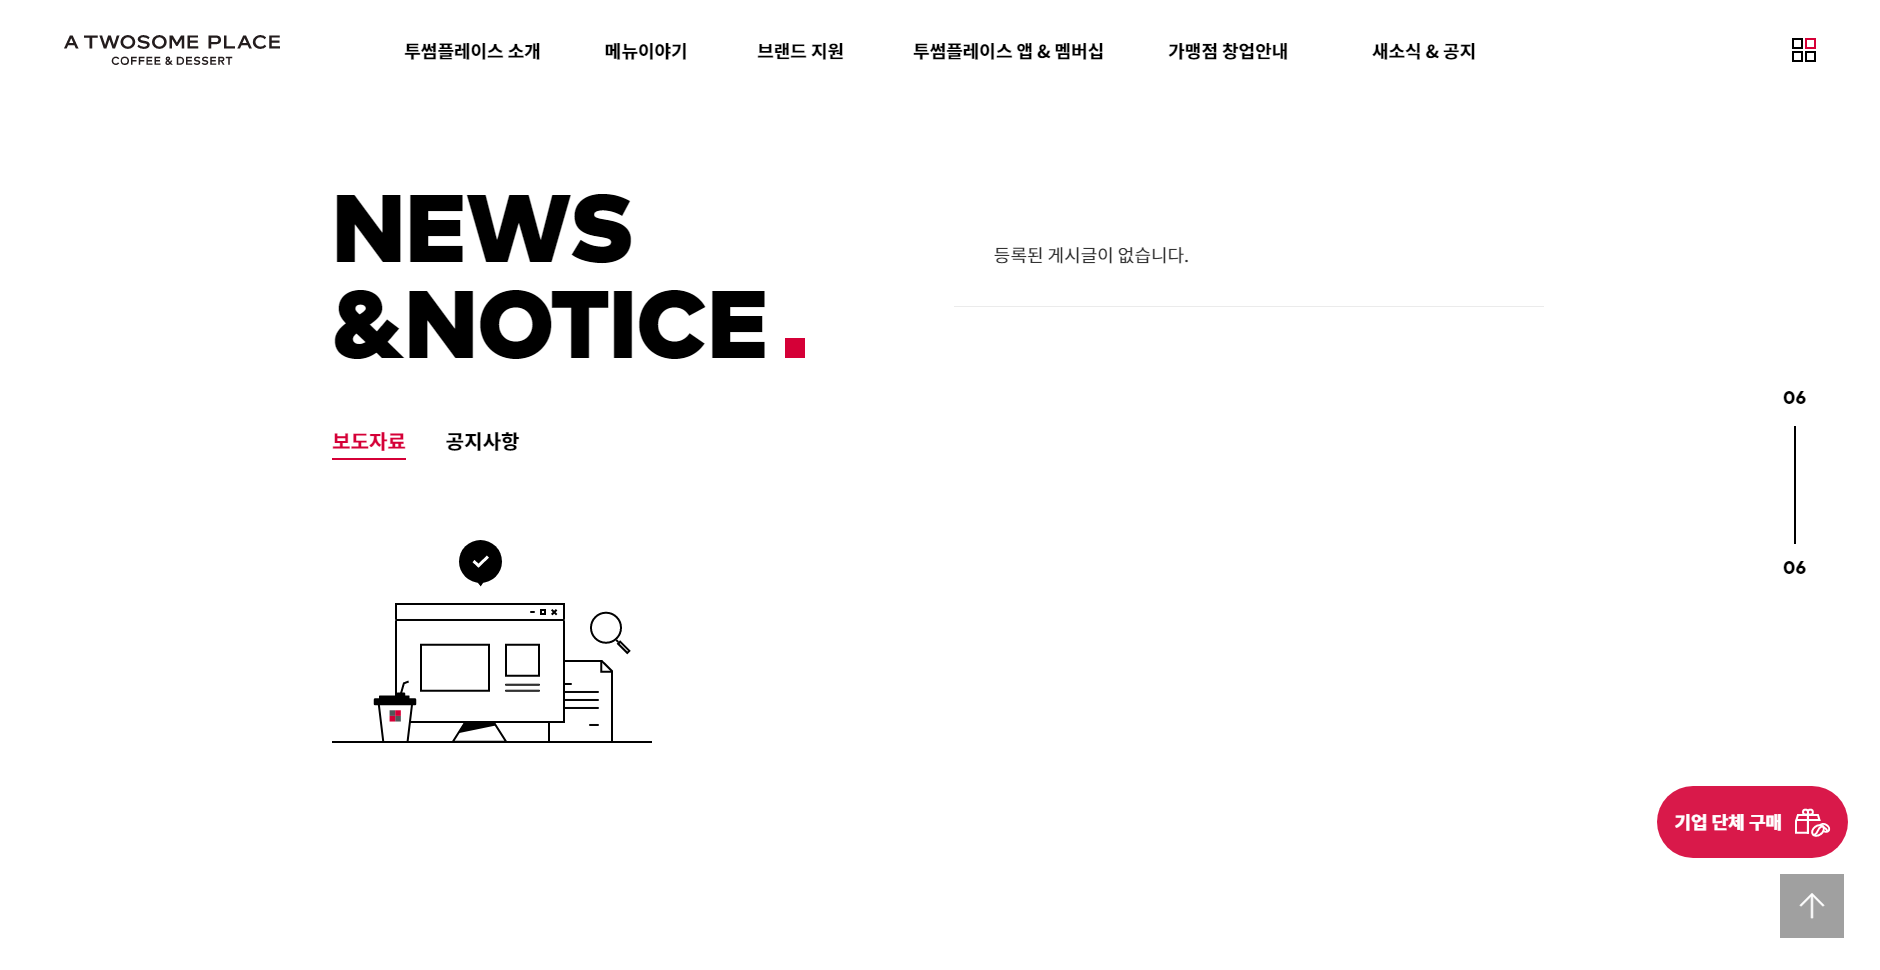 A TWOSOME PLACE
COFFEE & DESSERT
투썸플레이스 소개
메뉴이야기
브랜드 지원
투썸플레이스 앱 & 멤버십
가맹점 창업안내
새소식 & 공지
NEWS
&NOTICE.
등록된 게시글이 없습니다.
보도자료
공지사항
06
06
기업 단체 구매